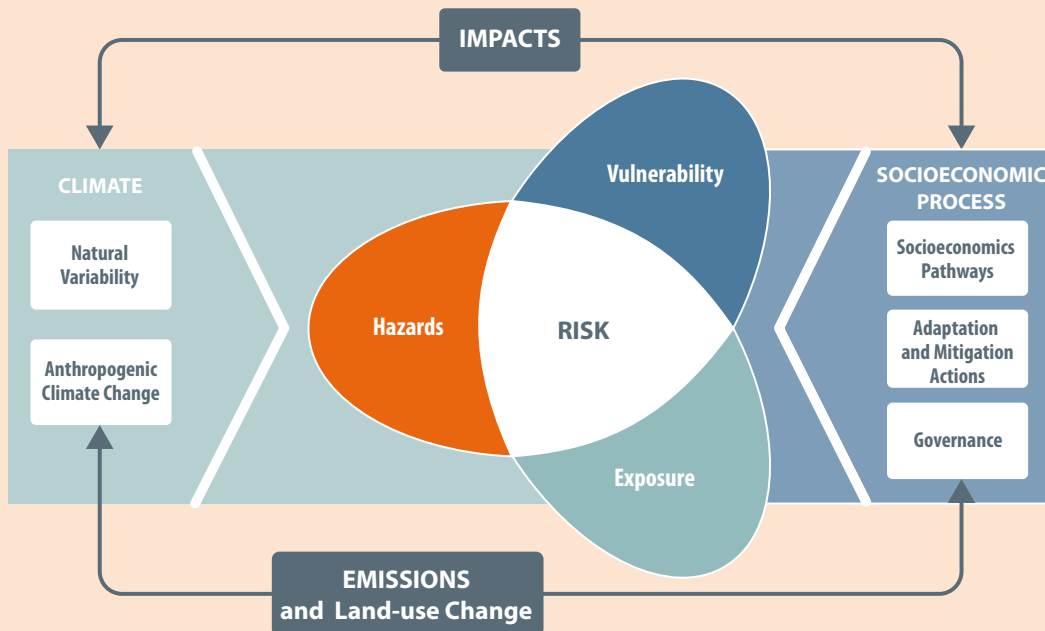 IMPACTS
CLIMATE
Natural
Variability
Anthropogenic
Climate Change
Hazards
RISK
Vulnerability
Exposure
SOCIOECONOMIC
PROCESS
Socioeconomics
Pathways
Adaptation
and Mitigation
Actions
Governance
EMISSIONS
and Land-use Change